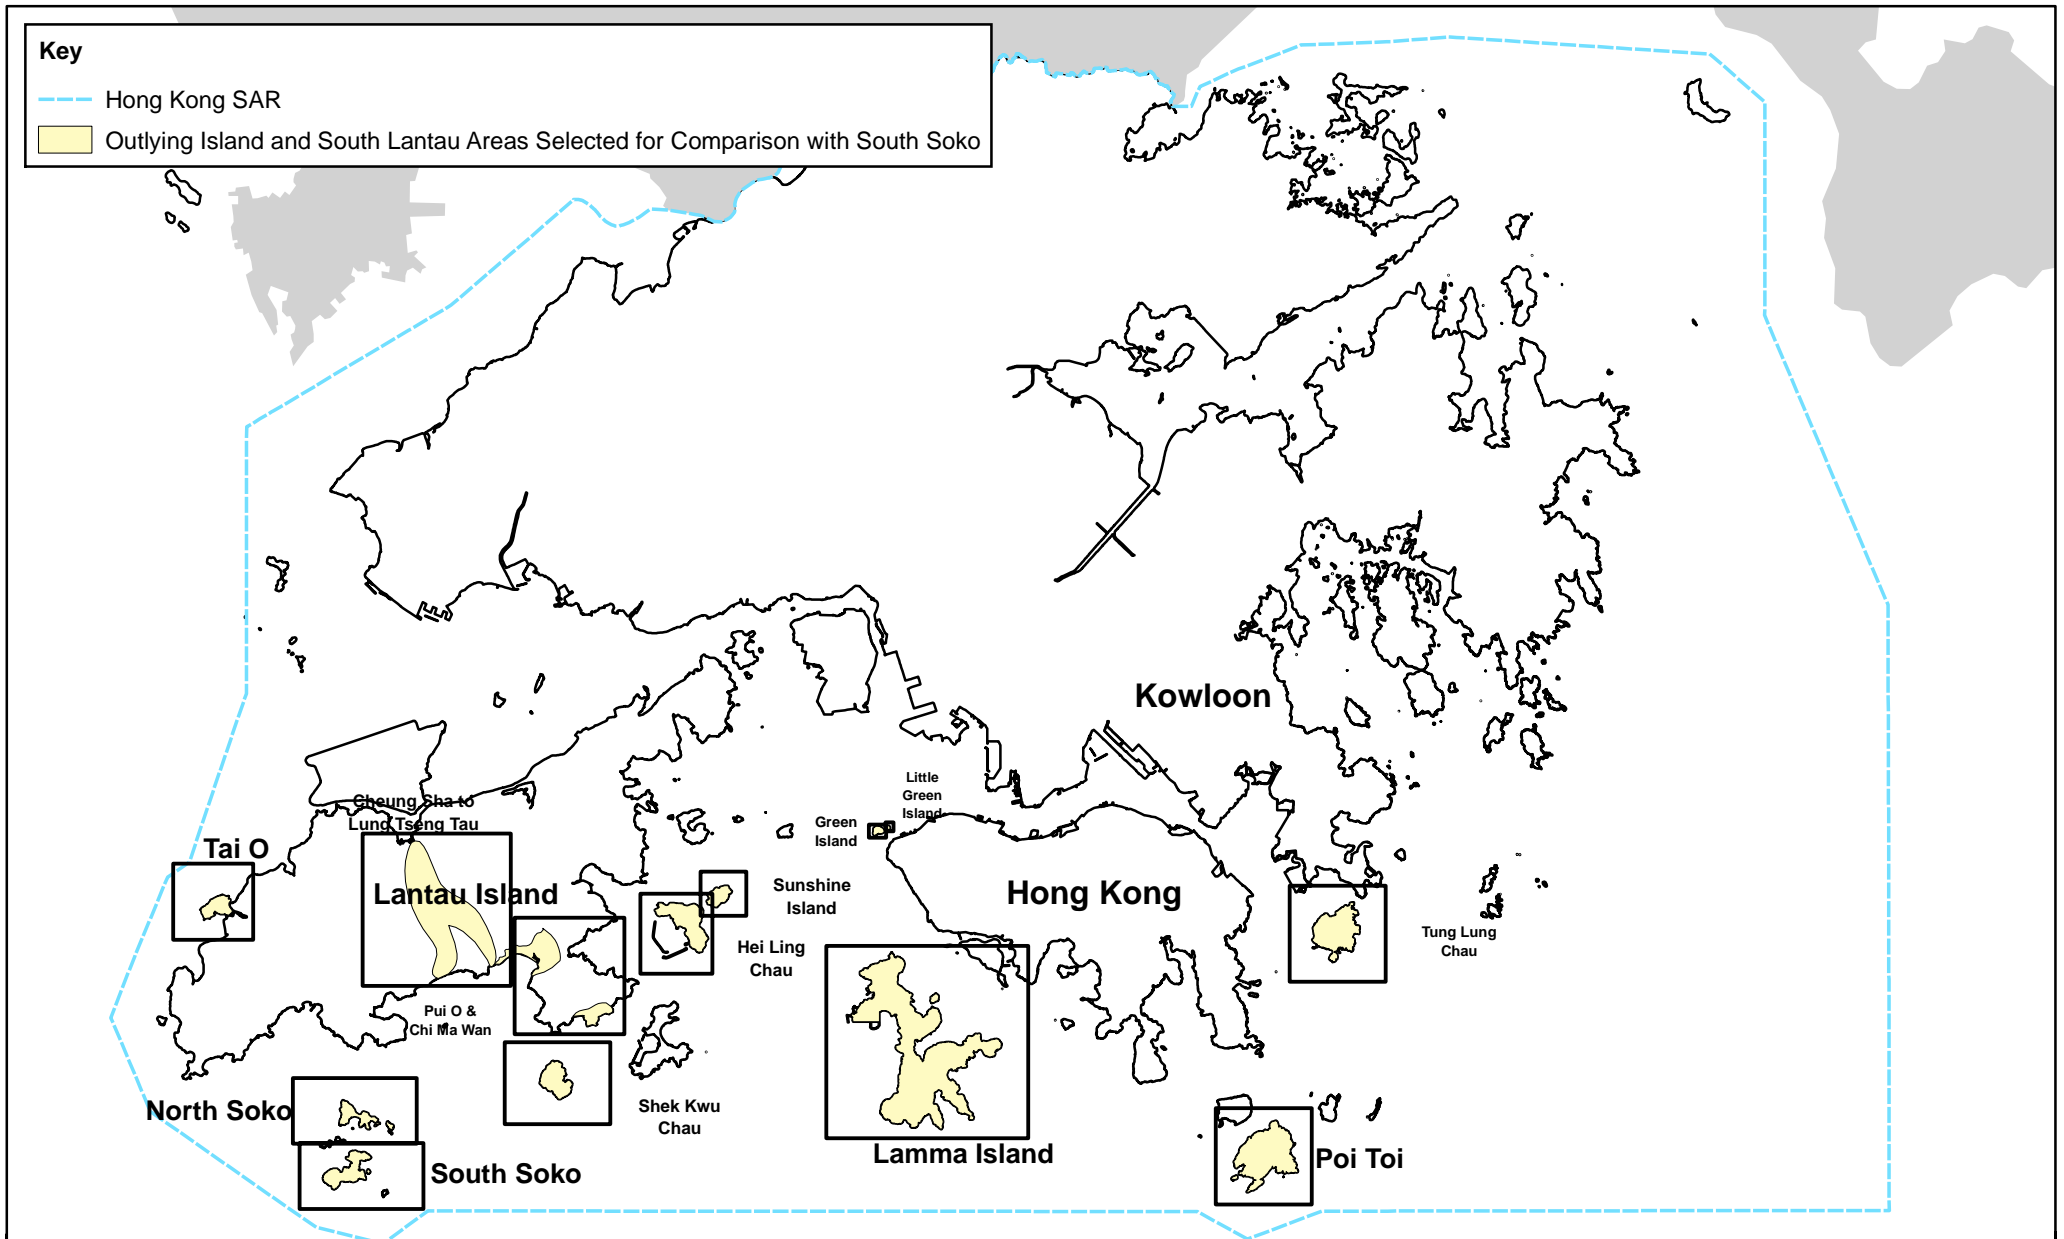 Key
Hong Kong SAR
Outlying Island and South Lantau Areas Selected for Comparison with South Soko
Kowloon
Little
Green
Island
Green
Island
Cheung Sha to
Lung Tseng Tau
Tai O
Lantau Island
Sunshine
Island
Hong Kong
Hei Ling
Chau
Tung Lung
Chau
Pui O &
Chi Ma Wan
North Soko
Shek Kwu
Chau
Lamma Island
Poi Toi
South Soko